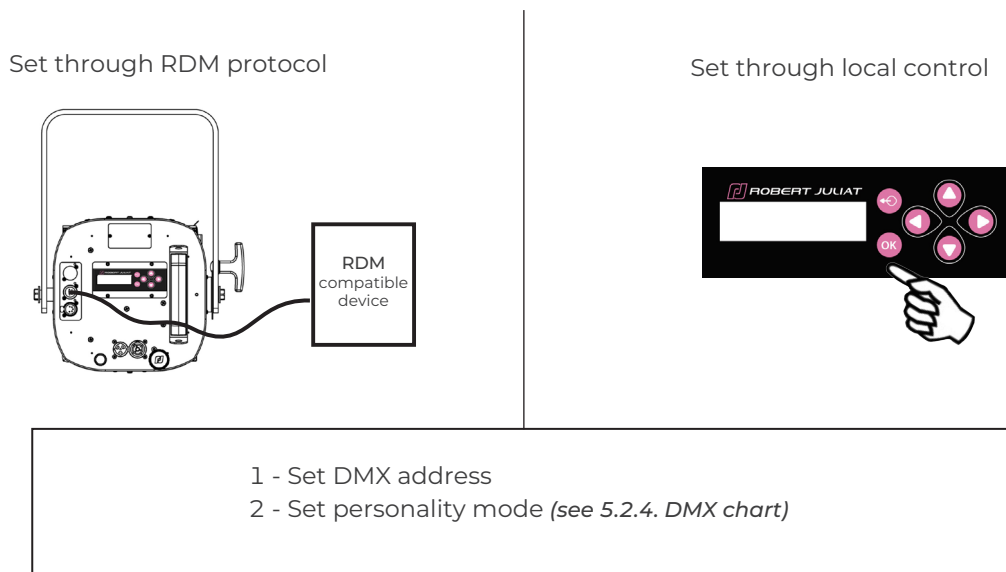 Set through RDM protocol
RDM
compatible
device
Set through local control
ROBERT JULIAT
OK
1 - Set DMX address
2 - Set personality mode (see 5.2.4. DMX chart)